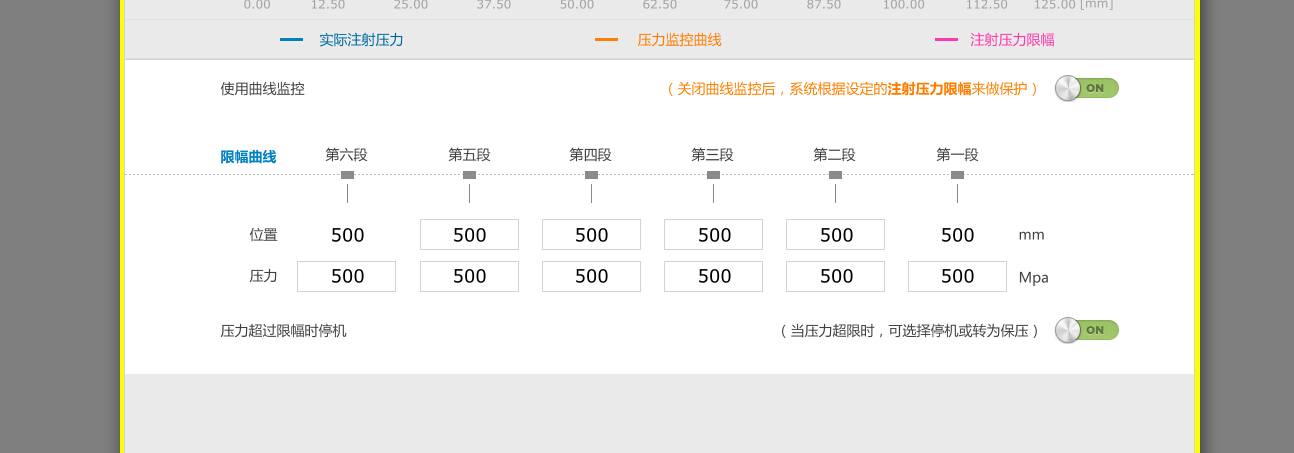 0.00 12.50 25.00 37.50 50.00 62.50 75.00 87.50 100.00 112.50 125.00 [mm]
实际注射压力 压力监控曲线 注射压力限幅
使用曲线监控 （关闭曲线监控后，系统根据设定的注射压力限幅来做保护） ON
限幅曲线 第六段 第五段 第四段 第三段 第二段 第一段
位置 500 500 500 500 500 500 mm
压力 500 500 500 500 500 500 Mpa
压力超过限幅时停机 （当压力超限时，可选择停机或转为保压） ON